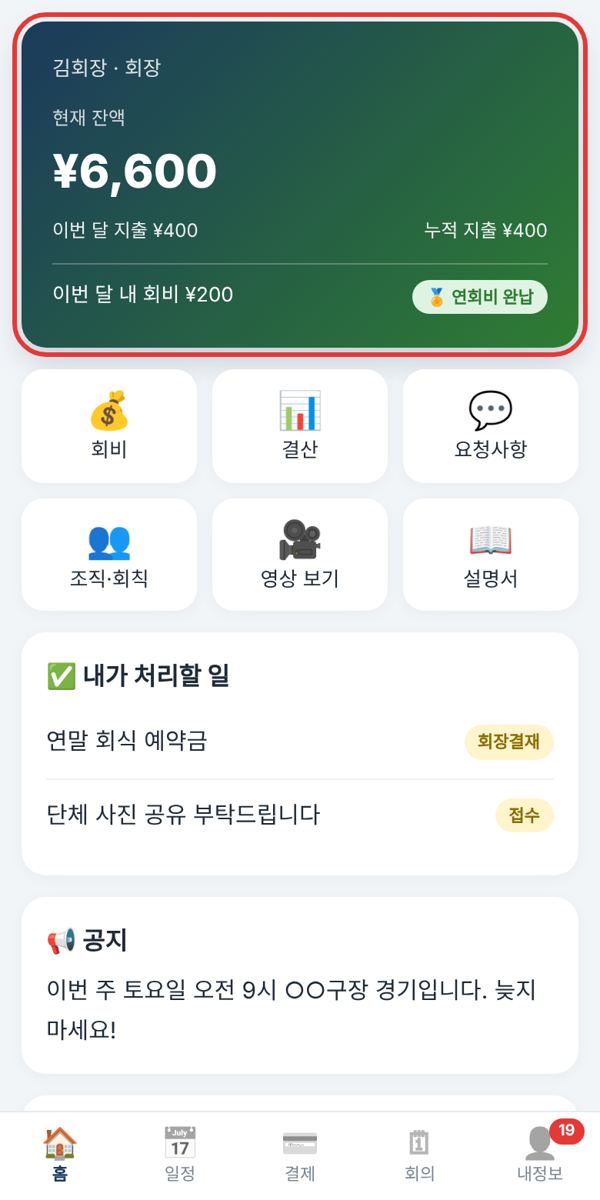 김회장 · 회장
현재 잔액
¥6,600
이번 달 지출 ¥400 누적 지출 ¥400
이번 달 내 회비 ¥200 🏅 연회비 완납
회비 결산 요청사항
조직·회칙 영상 보기 설명서
✅ 내가 처리할 일
연말 회식 예약금 회장결재
단체 사진 공유 부탁드립니다 접수
📢 공지
이번 주 토요일 오전 9시 〇〇구장 경기입니다. 늦지
마세요!
July
17
19
홈 일정 결제 회의 내정보